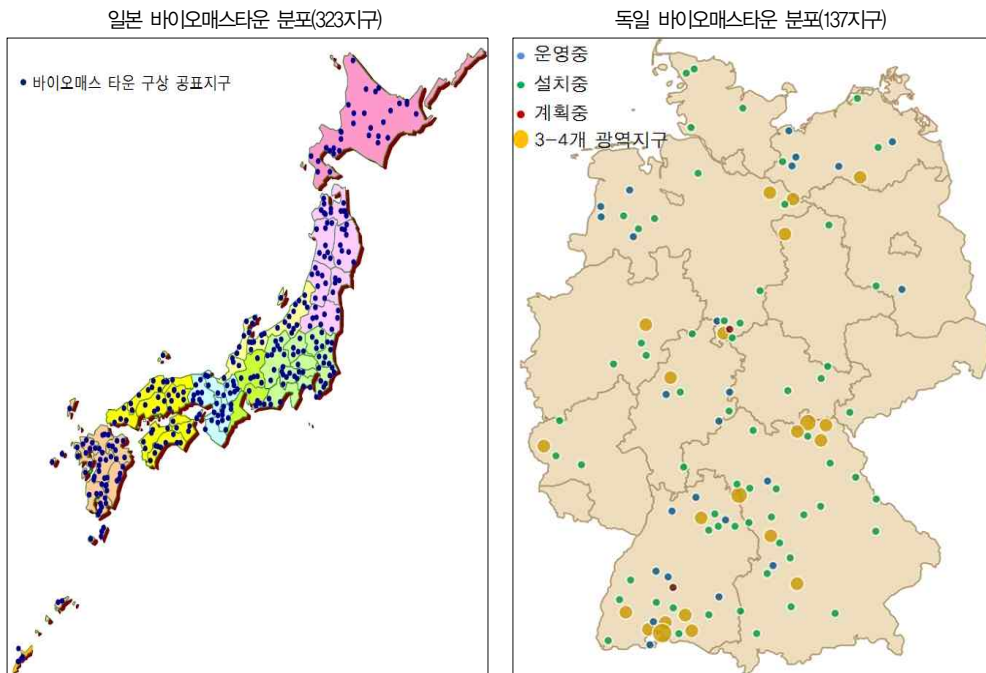 일본 바이오매스타운 분포(323지구)
바이오매스 타운 구상 공표지구
독일 바이오매스타운 분포(137지구)
운영중
설치중
계획중
3-4개 광역지구